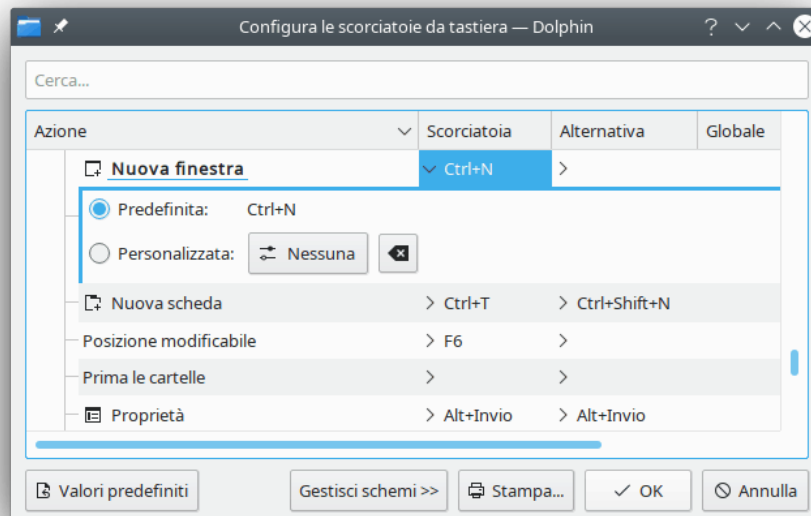 Configura le scorciatoie da tastiera — Dolphin
Cerca...
Azione Scorciatoia Alternativa Globale
Nuova finestra Ctrl+N
Predefinita: Ctrl+N
Personalizzata: Nessuna
Nuova scheda Ctrl+T Ctrl+Shift+N
Posizione modificabile F6
Prima le cartelle
Proprietà Alt+Invio Alt+Invio
Valori predefiniti Gestisci schemi >> Stampa... OK Annulla